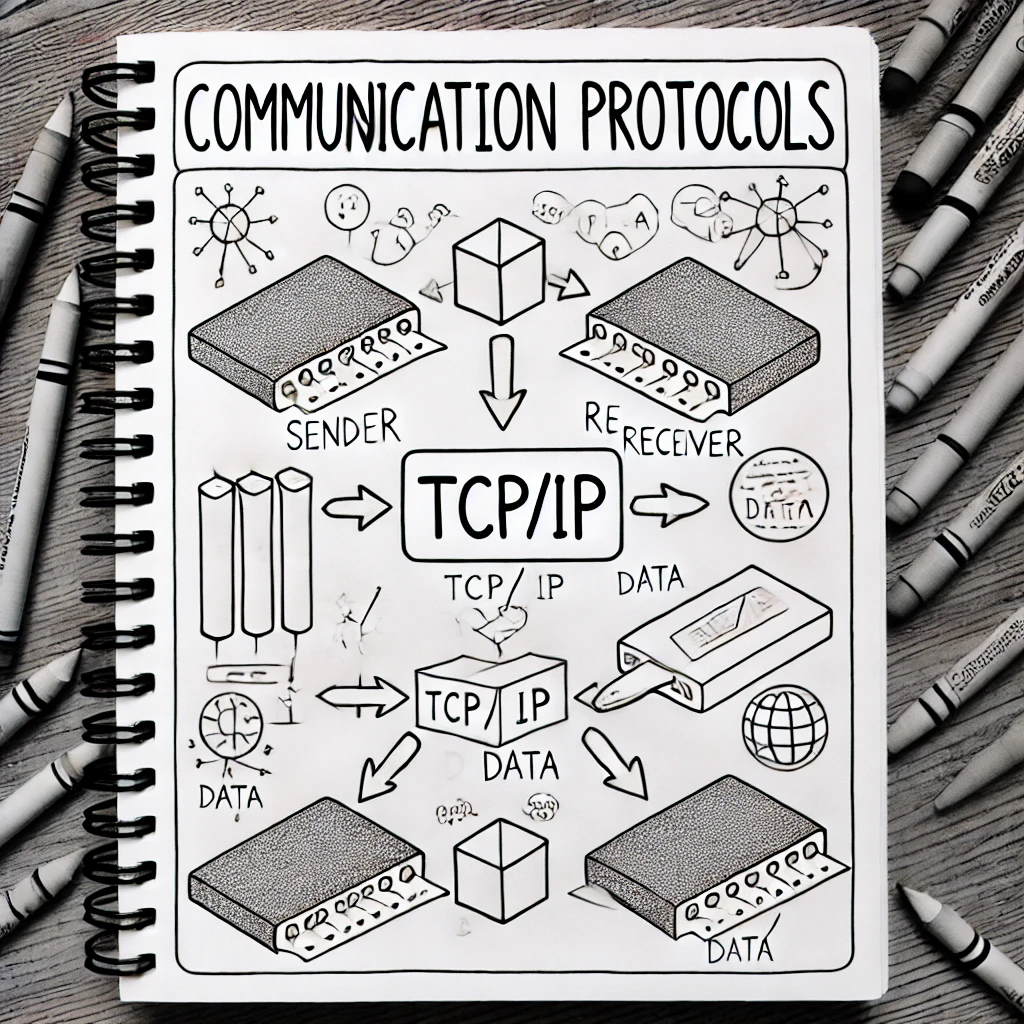 COMMUNICATION PROTOCOLS
SENDER
RE RECEIVER
TCP/IP
DATA
TCP/ IP
DATA
TCP/ IP
DATA
DATA
DATA